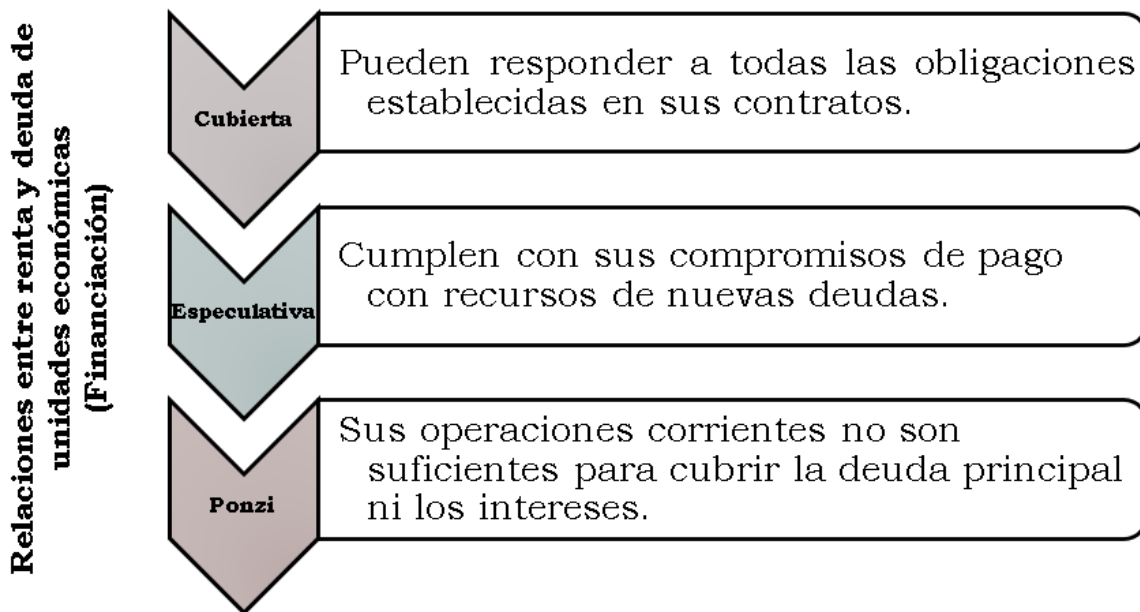 Relaciones entre renta y deuda de
unidades económicas
(Financiación)
Cubierta
Pueden responder a todas las obligaciones
establecidas en sus contratos.
Especulativa
Cumplen con sus compromisos de pago
con recursos de nuevas deudas.
Ponzi
Sus operaciones corrientes no son
suficientes para cubrir la deuda principal
ni los intereses.